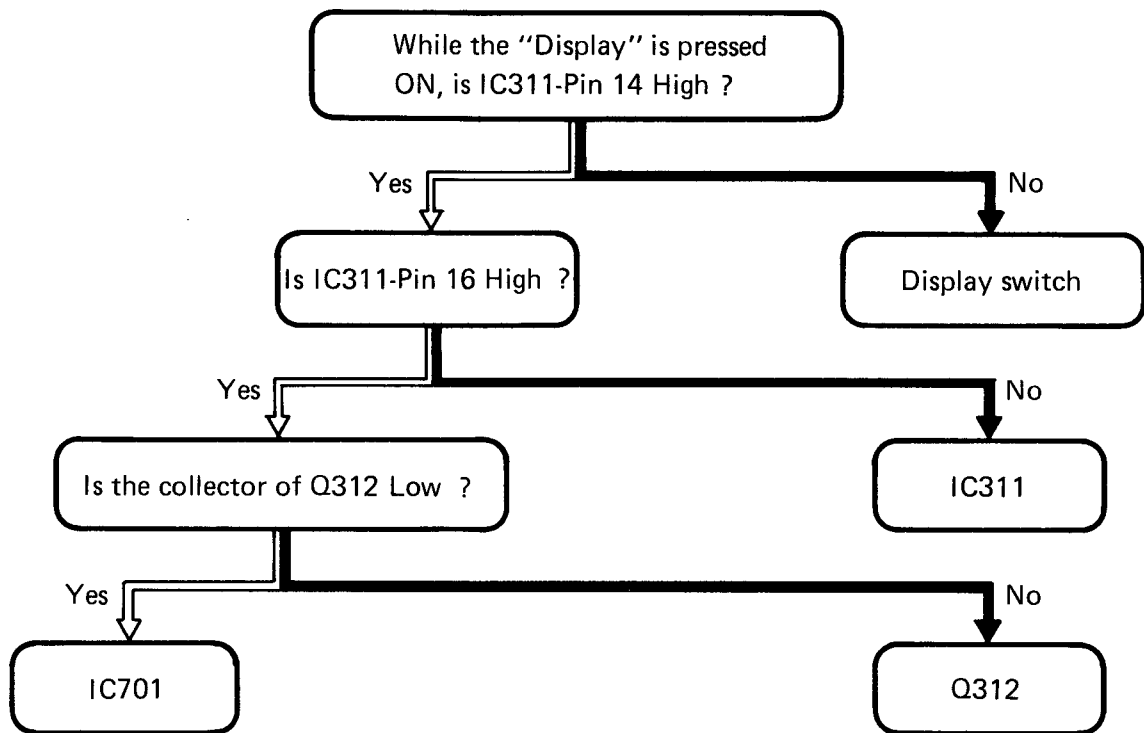 While the "Display" is pressed
ON, is IC311-Pin 14 High ?
Yes
No
Is IC311-Pin 16 High ?
Display switch
Yes
No
Is the collector of Q312 Low ?
IC311
Yes
No
IC701
Q312